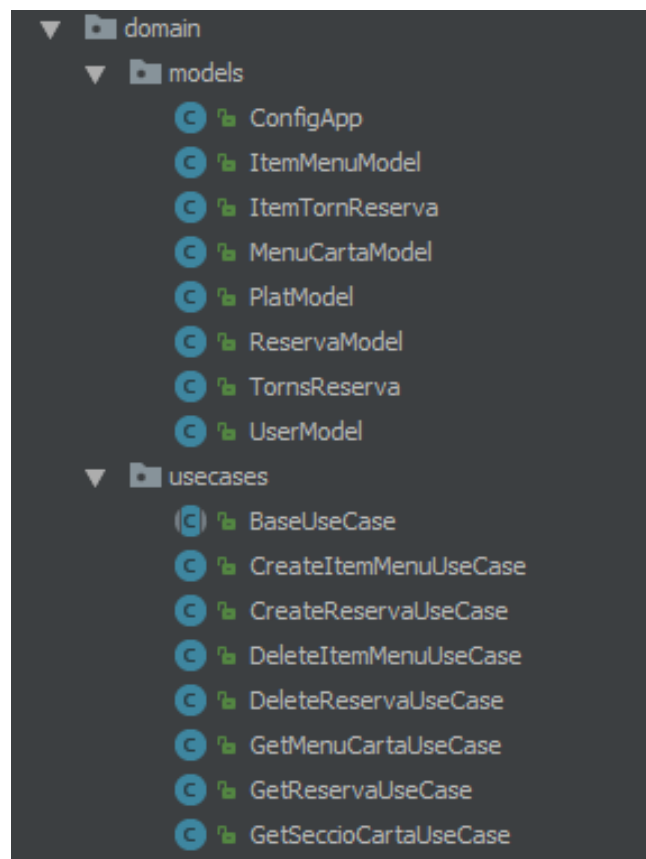 domain
models
ConfigApp
ItemMenuModel
ItemTornReserva
MenuCartaModel
PlatModel
ReservaModel
TornsReserva
UserModel
usecases
BaseUseCase
CreateItemMenuUseCase
CreateReservaUseCase
DeleteItemMenuUseCase
DeleteReservaUseCase
GetMenuCartaUseCase
GetReservaUseCase
GetSeccioCartaUseCase